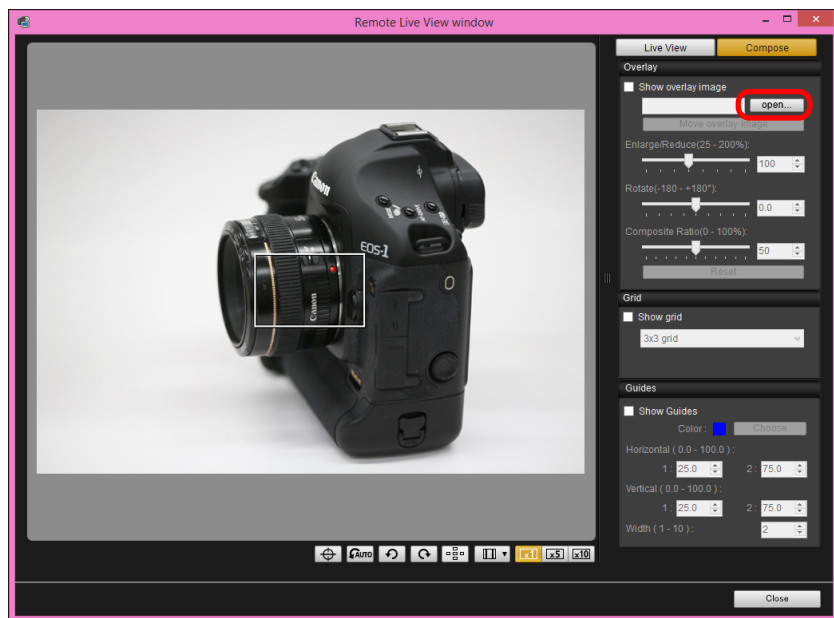 Remote Live View window
Live View Compose
Overlay
Show overlay image
open...
Move overlay image
Enlarge/Reduce(25 - 200%):
100
Rotate(-180 - +180°):
0.0
Composite Ratio(0 - 100%):
50
Reset
Grid
Show grid
3x3 grid
Guides
Show Guides
Color : Choose
Horizontal ( 0.0 - 100.0 ) :
1 : 25.0 2 : 75.0
Vertical ( 0.0 - 100.0 ) :
1 : 25.0 2 : 75.0
Width ( 1 - 10 ) : 2
Canon
EOS-1
Canon
AUTO x1 x5 x10
Close